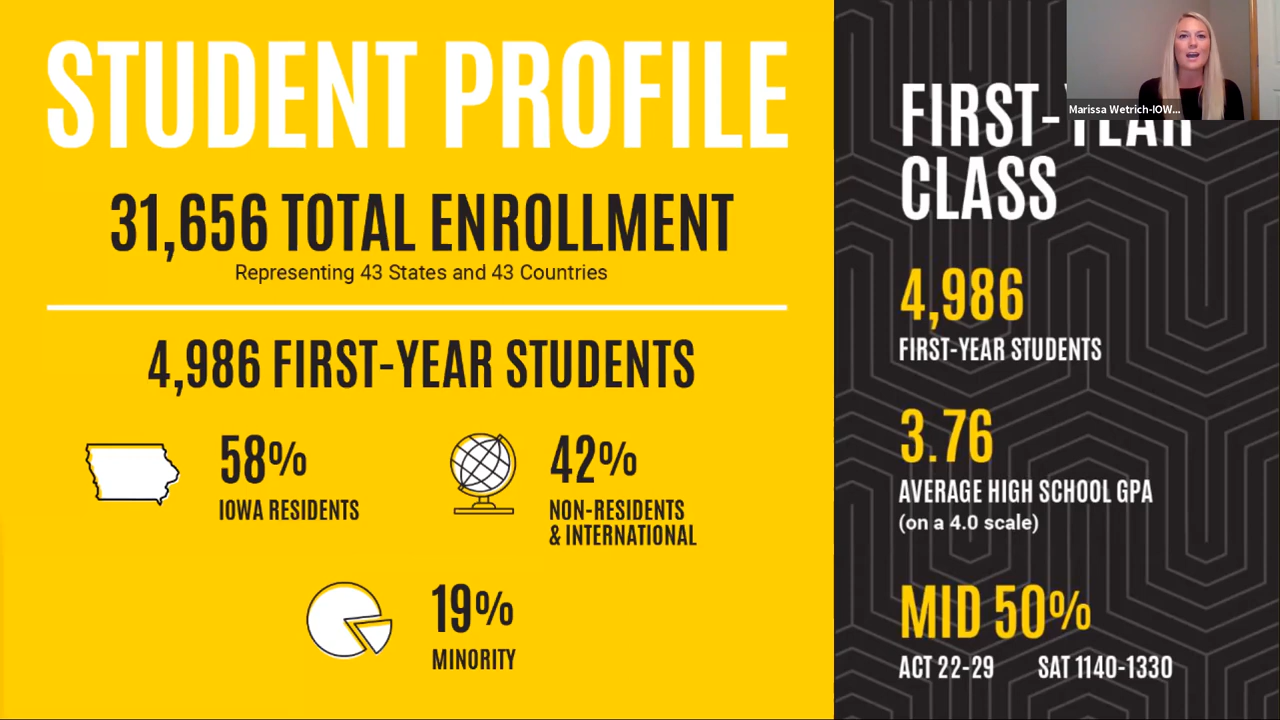 STUDENT PROFILE
31,656 TOTAL ENROLLMENT
Representing 43 States and 43 Countries
4,986 FIRST-YEAR STUDENTS
58%
IOWA RESIDENTS
42%
NON-RESIDENTS
& INTERNATIONAL
19%
MINORITY
Marissa Wetrich-IOW...
FIRST-YEAR
CLASS
4,986
FIRST-YEAR STUDENTS
3.76
AVERAGE HIGH SCHOOL GPA
(on a 4.0 scale)
MID 50%
ACT 22-29 SAT 1140-1330